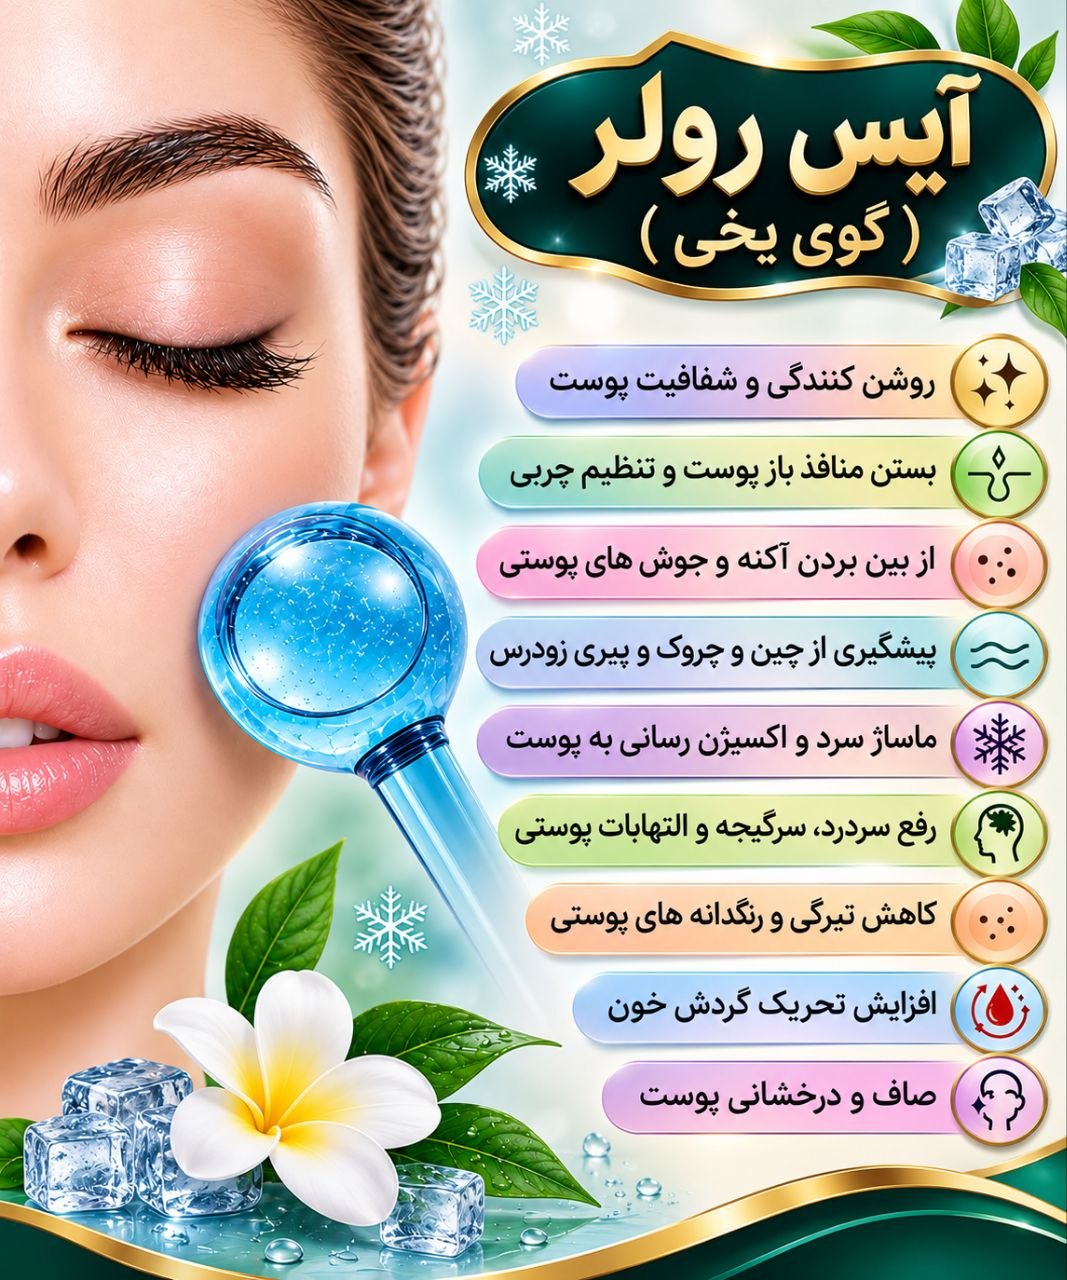 آیس رولر
( گوی یخی )
روشن کنندگی و شفافیت پوست
بستن منافذ باز پوست و تنظیم چربی
از بین بردن آکنه و جوش های پوستی
پیشگیری از چین و چروک و پیری زودرس
ماساژ سرد و اکسیژن رسانی به پوست
رفع سردرد، سرگیجه و التهابات پوستی
کاهش تیرگی و رنگدانه های پوستی
افزایش تحریک گردش خون
صاف و درخشانی پوست